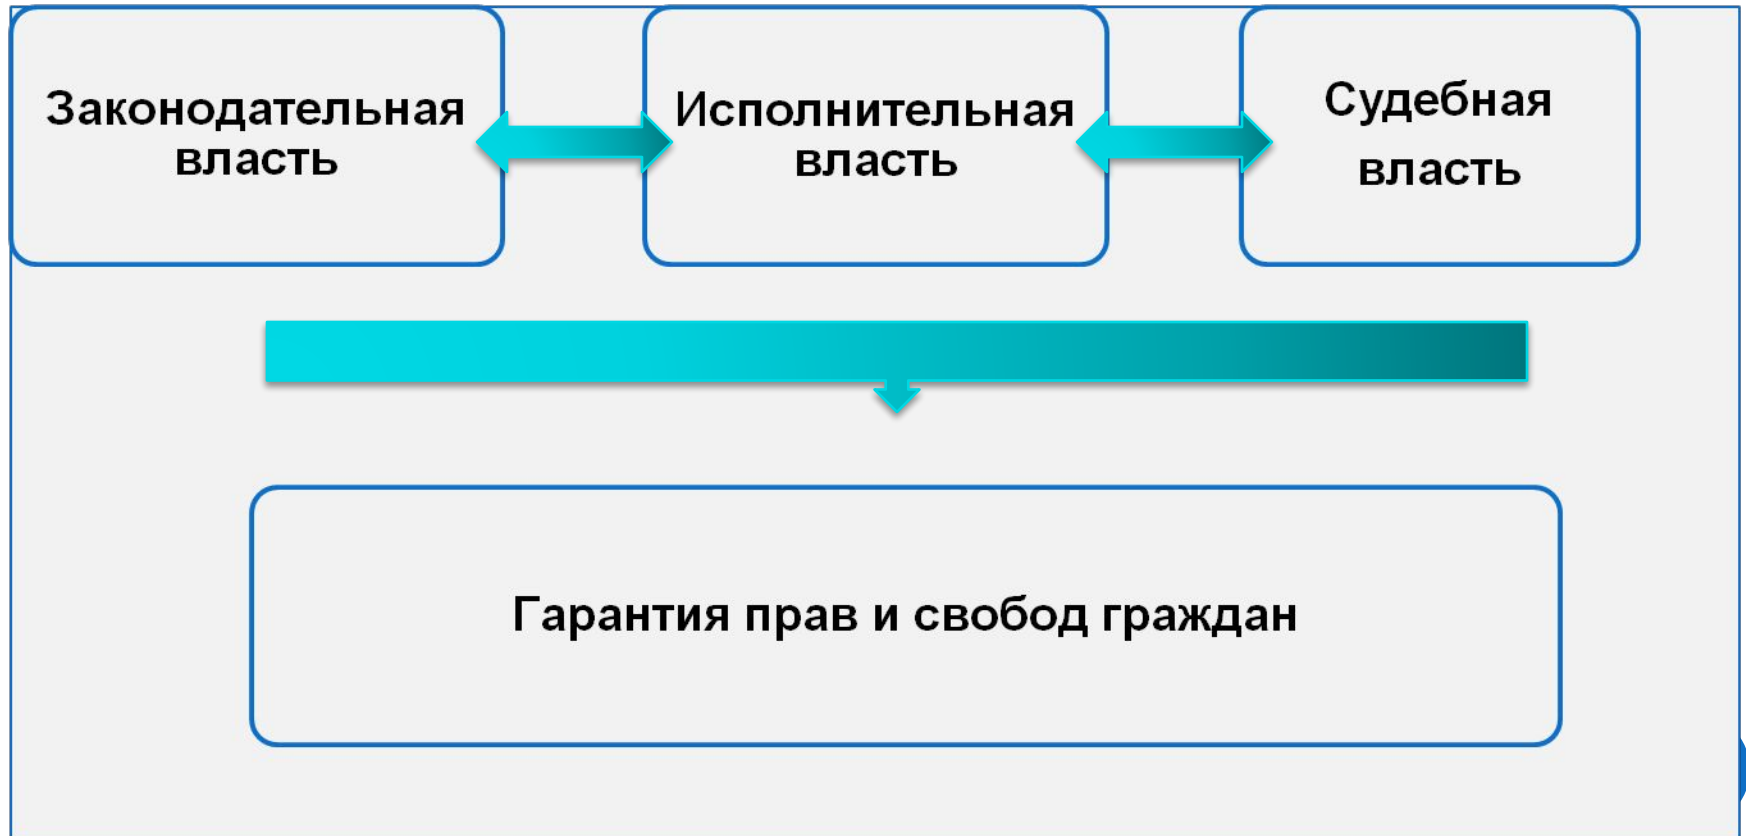 Законодательная
власть
Исполнительная
власть
Судебная
власть
Гарантия прав и свобод граждан